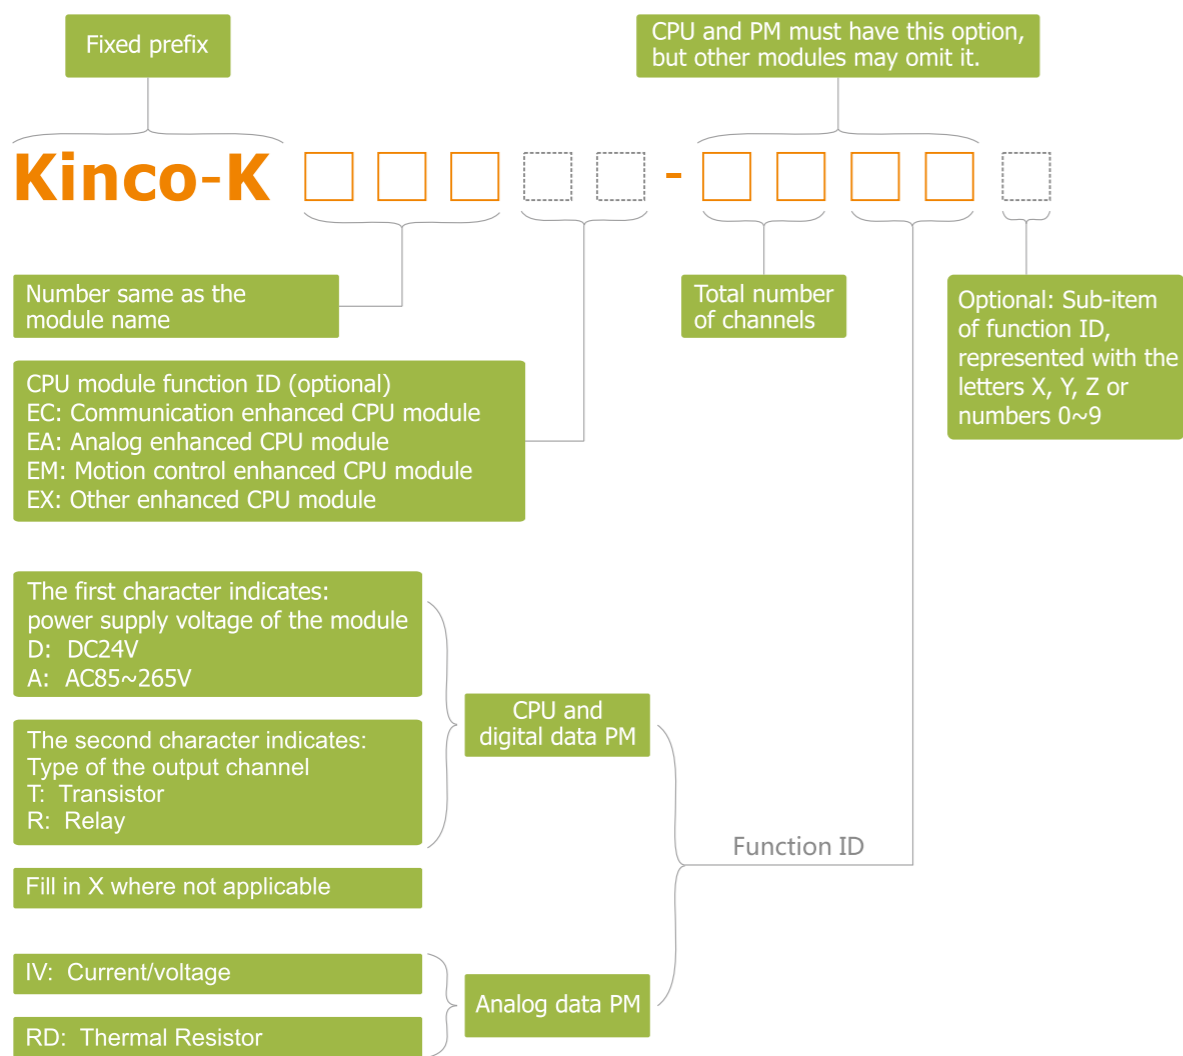 Fixed prefix
CPU and PM must have this option,
but other modules may omit it.
Kinco-K -
Number same as the
module name
Total number
of channels
Optional: Sub-item
of function ID,
represented with the
letters X, Y, Z or
numbers 0~9
CPU module function ID (optional)
EC: Communication enhanced CPU module
EA: Analog enhanced CPU module
EM: Motion control enhanced CPU module
EX: Other enhanced CPU module
The first character indicates:
power supply voltage of the module
D: DC24V
A: AC85~265V
CPU and
digital data PM
The second character indicates:
Type of the output channel
T: Transistor
R: Relay
Function ID
Fill in X where not applicable
IV: Current/voltage
Analog data PM
RD: Thermal Resistor